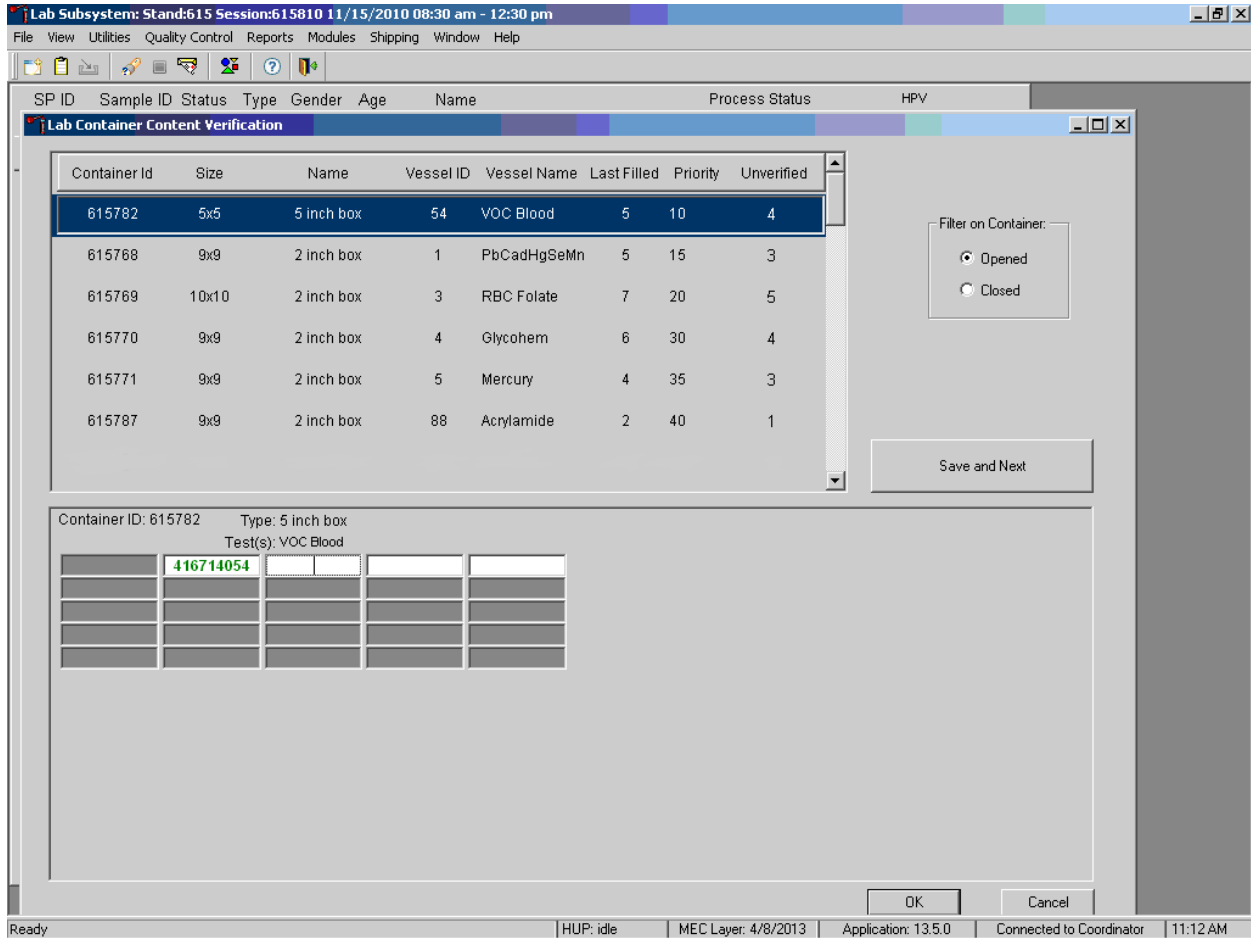 Lab Subsystem: Stand:615 Session:615810 11/15/2010 08:30 am - 12:30 pm
File View Utilities Quality Control Reports Modules Shipping Window Help
SP ID Sample ID Status Type Gender Age Name Process Status HPV
Lab Container Content Verification
Container Id Size Name Vessel ID Vessel Name Last Filled Priority Unverified
615782 5x5 5 inch box 54 VOC Blood 5 10 4
615768 9x9 2 inch box 1 PbCadHgSeMn 5 15 3
615769 10x10 2 inch box 3 RBC Folate 7 20 5
615770 9x9 2 inch box 4 Glycohem 6 30 4
615771 9x9 2 inch box 5 Mercury 4 35 3
615787 9x9 2 inch box 88 Acrylamide 2 40 1
Filter on Container:
Opened
Closed
Save and Next
Container ID: 615782 Type: 5 inch box
Test(s): VOC Blood
416714054
OK Cancel
Ready HUP: idle MEC Layer: 4/8/2013 Application: 13.5.0 Connected to Coordinator 11:12 AM